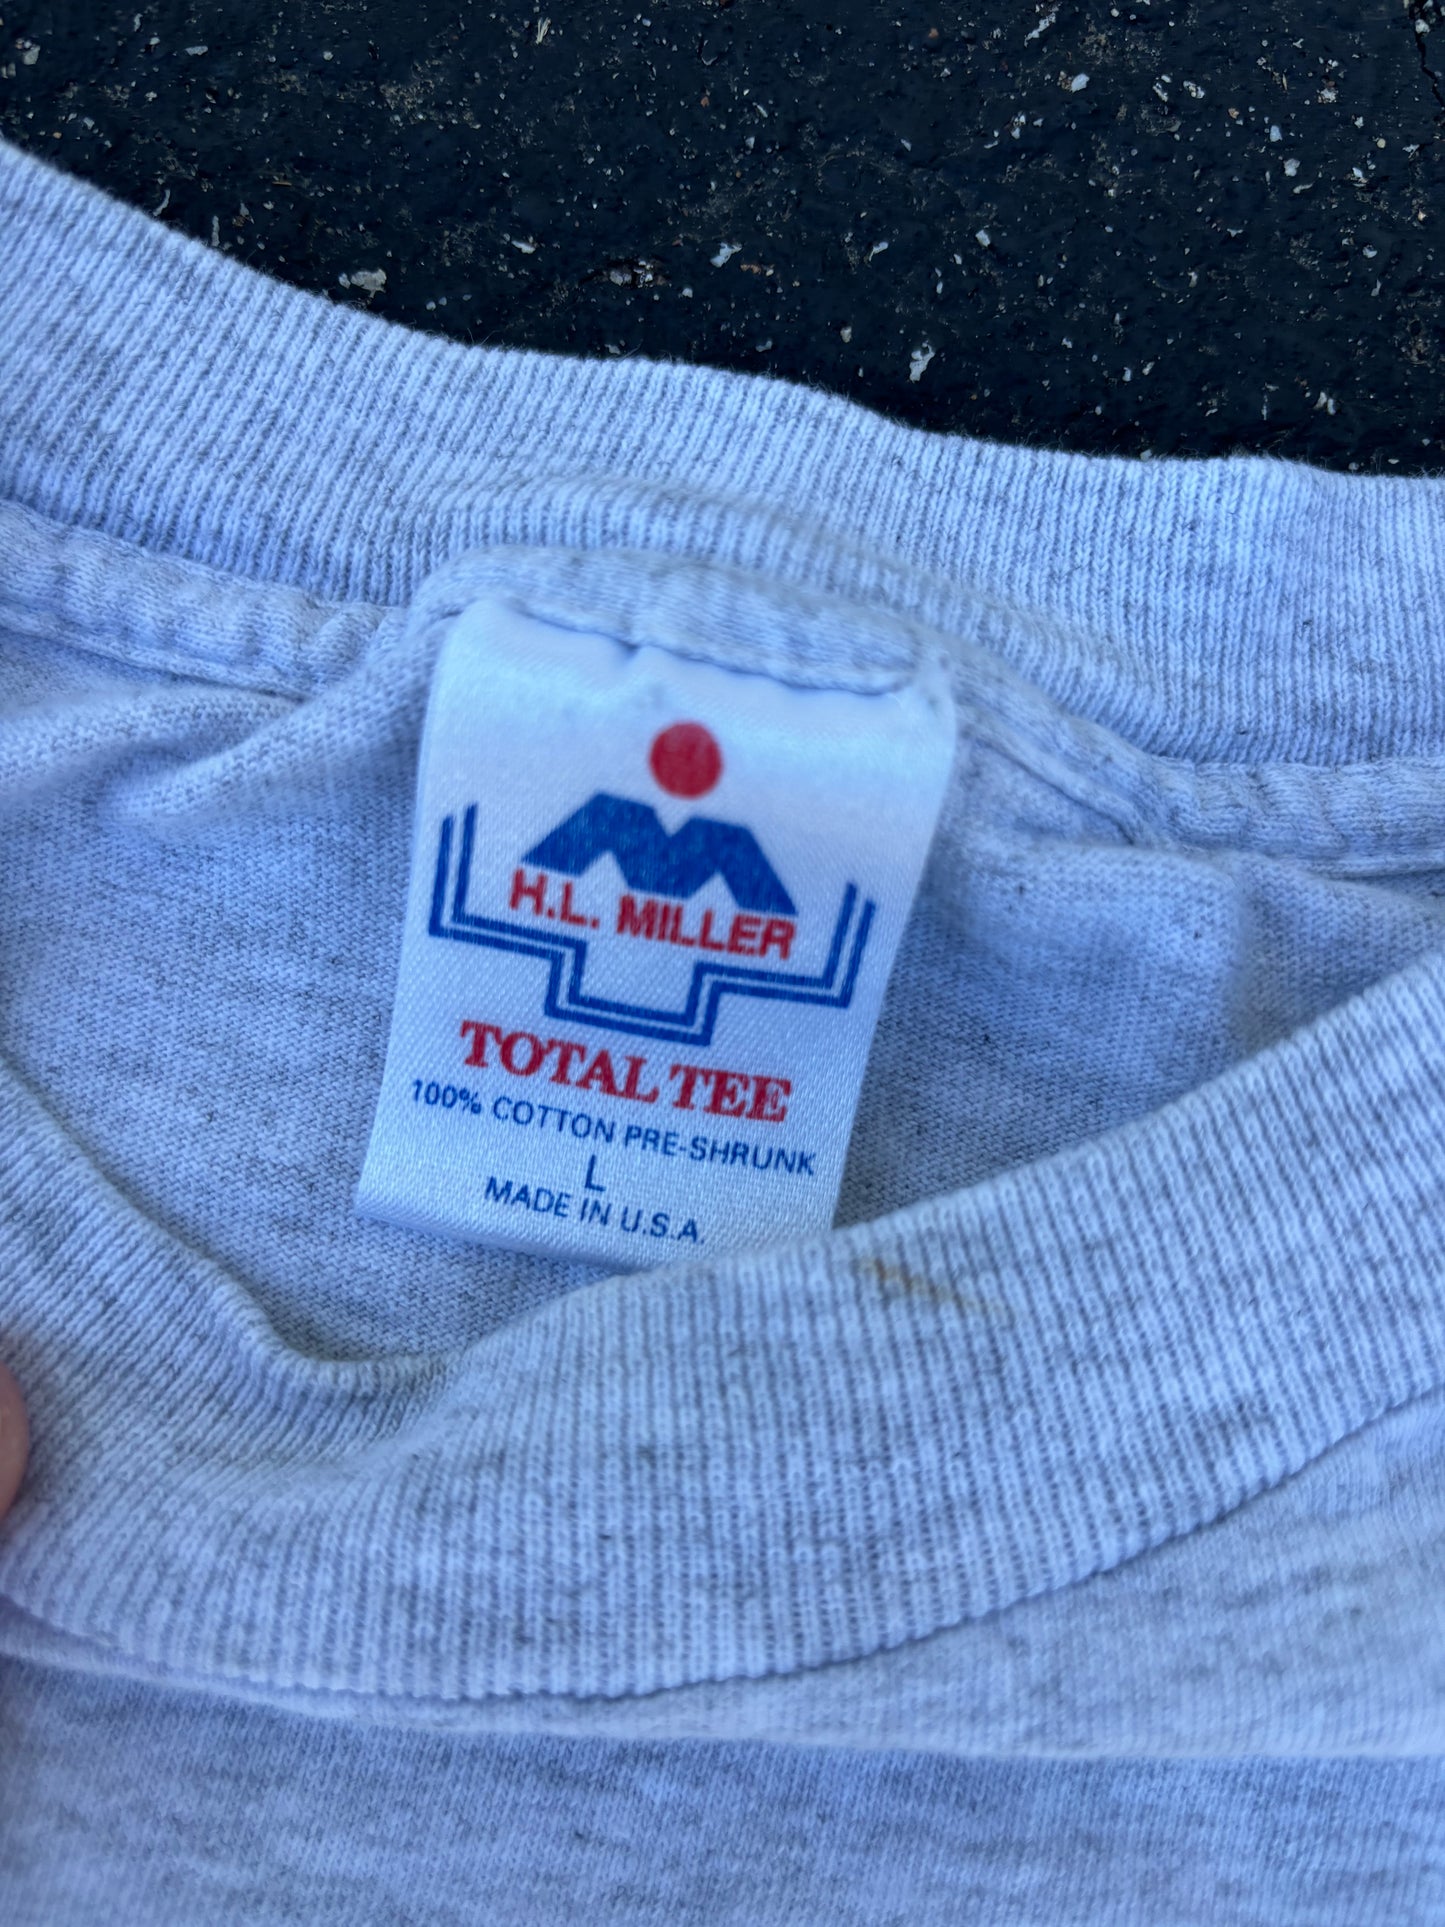 H.L. MILLER
TOTAL TEE
100% COTTON PRE-SHRUNK
L
MADE IN U.S.A.